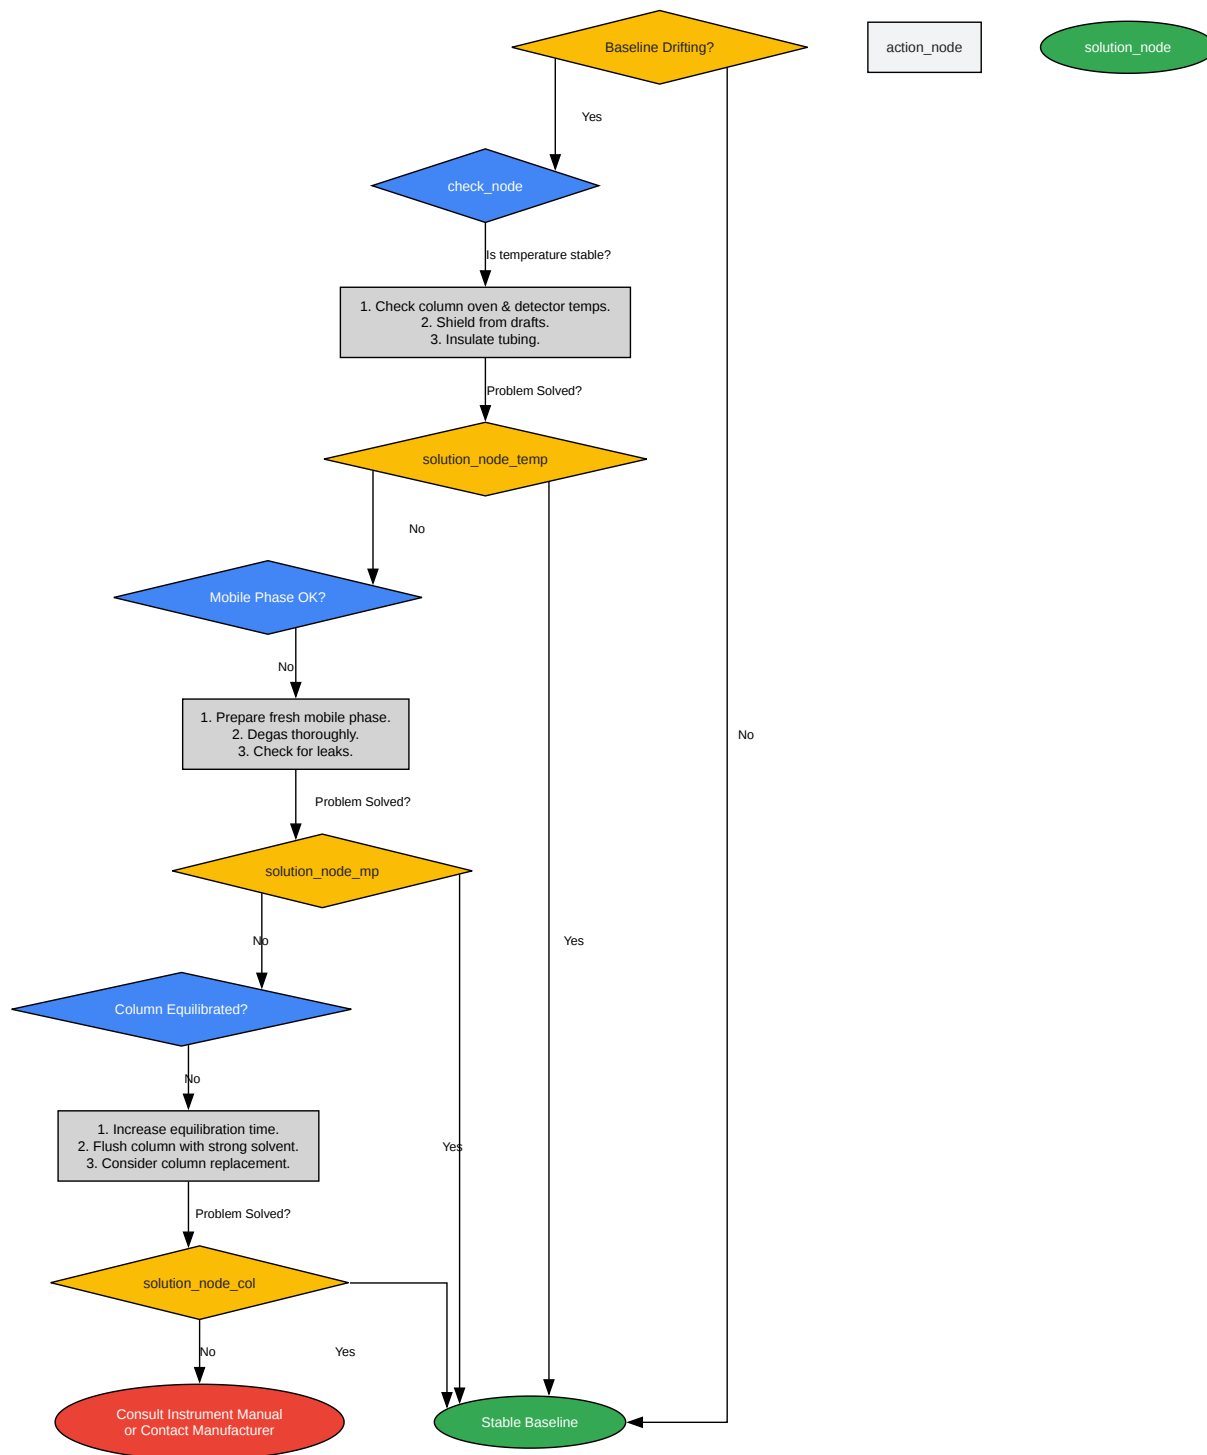 Baseline Drifting?
action_node
solution_node
Yes
check_node
Is temperature stable?
1. Check column oven & detector temps.
2. Shield from drafts.
3. Insulate tubing.
Problem Solved?
solution_node_temp
No
Mobile Phase OK?
No
1. Prepare fresh mobile phase.
2. Degas thoroughly.
3. Check for leaks.
No
Problem Solved?
solution_node_mp
No
Yes
Column Equilibrated?
No
1. Increase equilibration time.
2. Flush column with strong solvent.
3. Consider column replacement.
Yes
Problem Solved?
solution_node_col
No
Yes
Consult Instrument Manual
or Contact Manufacturer
Stable Baseline